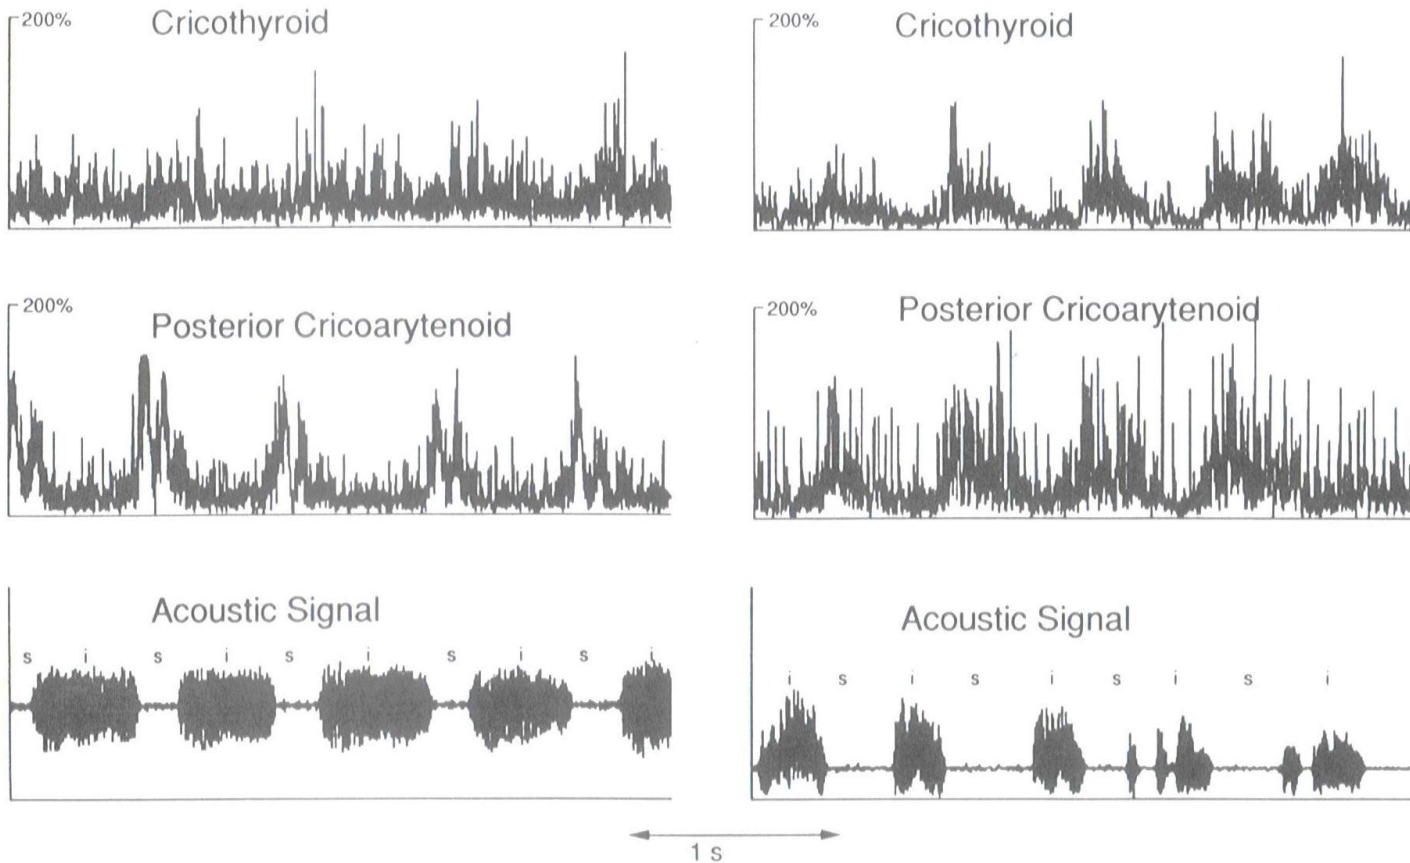 200%
Cricothyroid
200%
Cricothyroid
200%
Posterior Cricoarytenoid
200%
Posterior Cricoarytenoid
Acoustic Signal
s i s i s i s i s i
Acoustic Signal
i s i s i s i s i
1 s